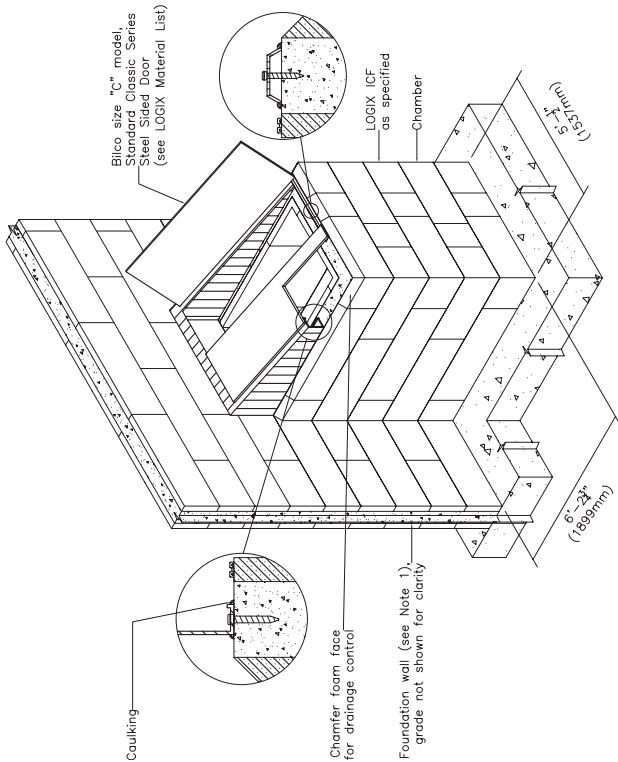 Caulking
Chamfer foam face
for drainage control
Foundation wall (see Note 1),
grade not shown for clarity
Bilco size "C" model,
Standard Classic Series
Steel Sided Door
(see LOGIX Material List)
LOGIX ICF
as specified
Chamber
6'-2¾"
(1899mm)
5'-½"
(1537mm)